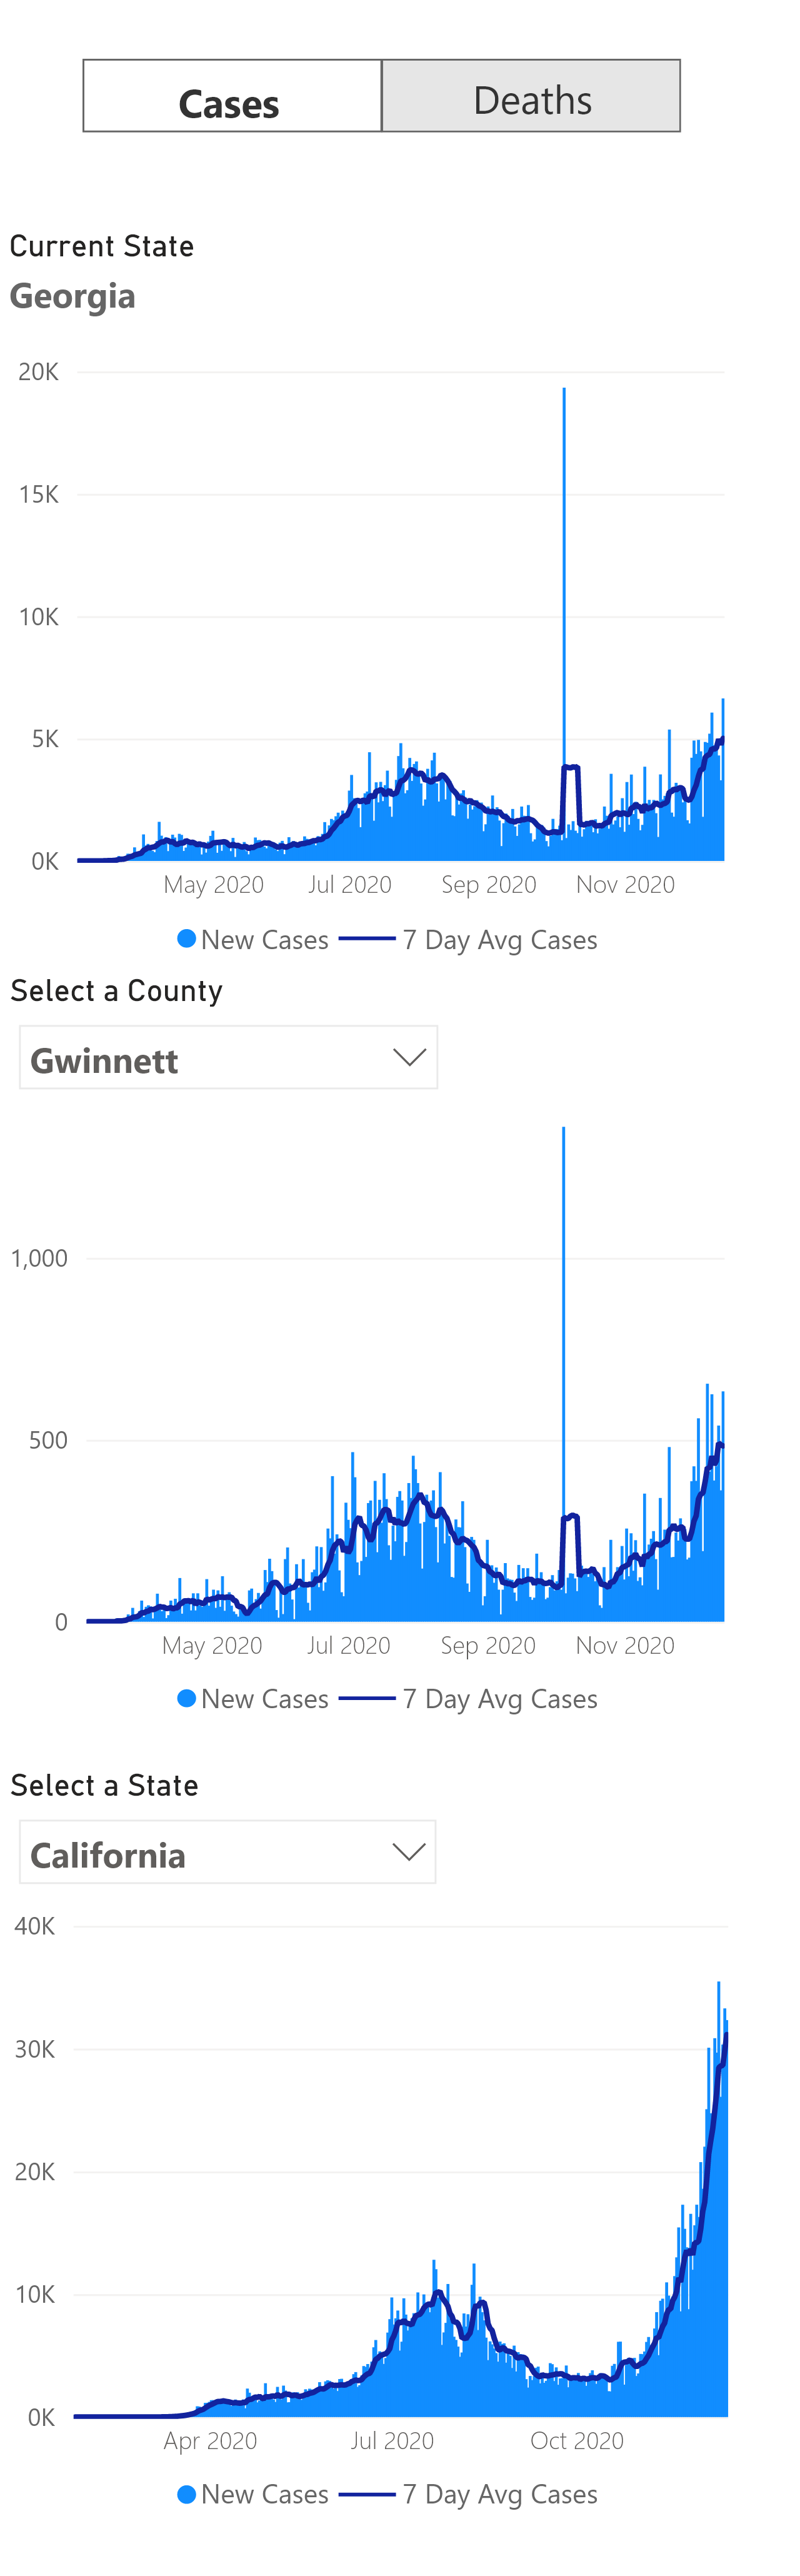 Cases Deaths
Current State
Georgia
20K
15K
10K
5K
0K
May 2020 Jul 2020 Sep 2020 Nov 2020
New Cases 7 Day Avg Cases
Select a County
Gwinnett
1,000
500
0
May 2020 Jul 2020 Sep 2020 Nov 2020
New Cases 7 Day Avg Cases
Select a State
California
40K
30K
20K
10K
0K
Apr 2020 Jul 2020 Oct 2020
New Cases 7 Day Avg Cases